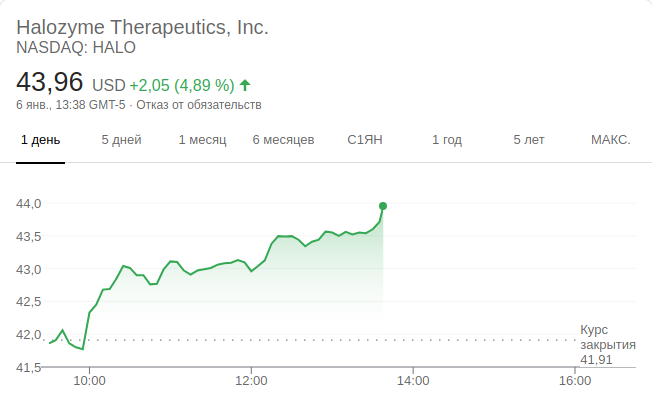 Halozyme Therapeutics, Inc.
NASDAQ: HALO
43,96 USD +2,05 (4,89 %)
6 янв., 13:38 GMT-5 · Отказ от обязательств
1 день 5 дней 1 месяц 6 месяцев С1ЯН 1 год 5 лет МАКС.
44,0
43,5
43,0
42,5
42,0
41,5
Курс
закрытия
41,91
10:00 12:00 14:00 16:00